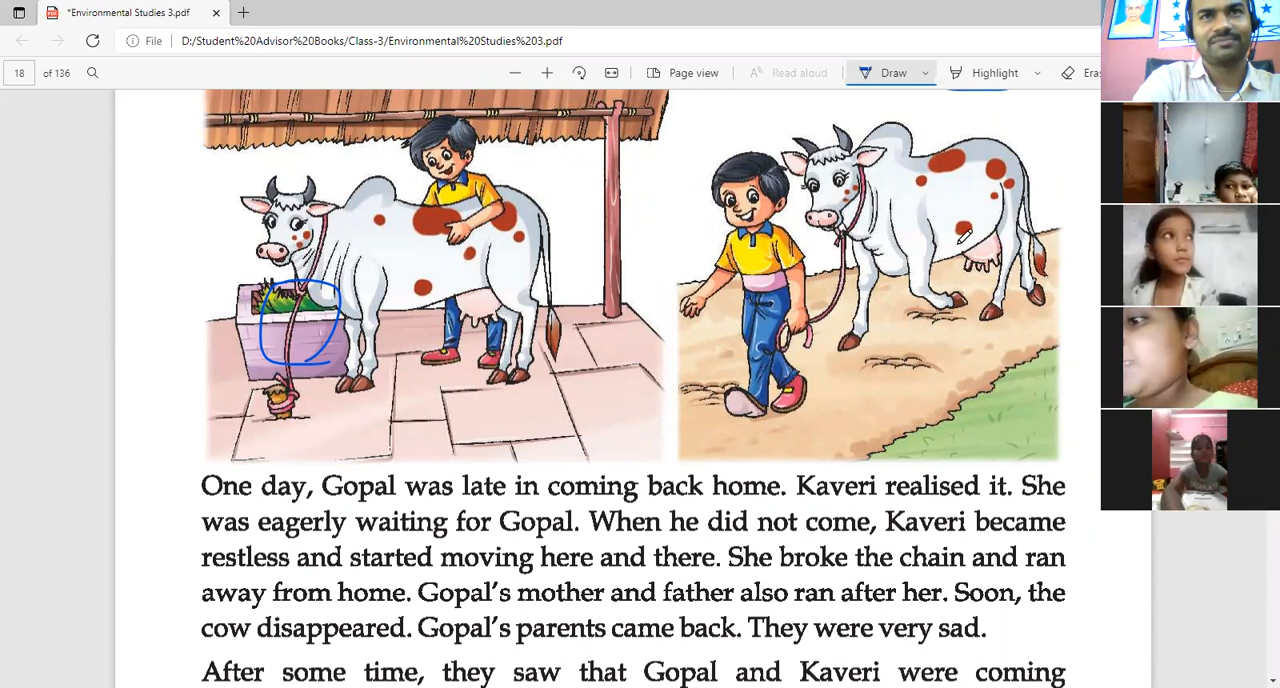 *Environmental Studies 3.pdf
File D:/Student%20Advisor%20Books/Class-3/Environmental%20Studies%203.pdf
18 of 136 Page view Read aloud Draw Highlight Eras
One day, Gopal was late in coming back home. Kaveri realised it. She
was eagerly waiting for Gopal. When he did not come, Kaveri became
restless and started moving here and there. She broke the chain and ran
away from home. Gopal's mother and father also ran after her. Soon, the
cow disappeared. Gopal's parents came back. They were very sad.
After some time, they saw that Gopal and Kaveri were coming